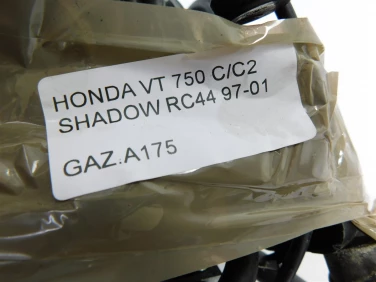 HONDA VT 750 C/C2
SHADOW RC44 97-01
GAZ.A175